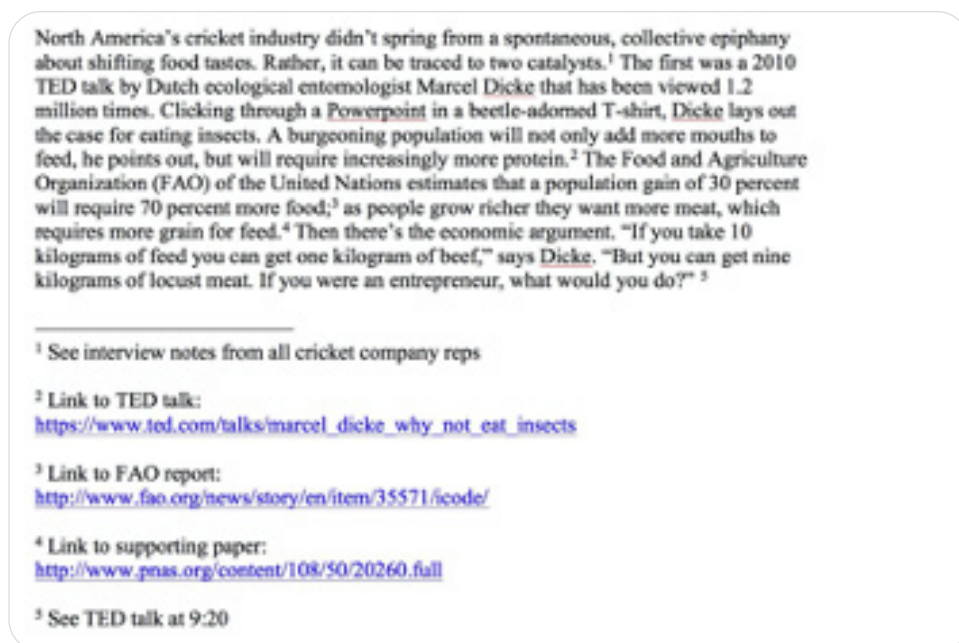 North America's cricket industry didn't spring from a spontaneous, collective epiphany
about shifting food tastes. Rather, it can be traced to two catalysts.¹ The first was a 2010
TED talk by Dutch ecological entomologist Marcel Dicke that has been viewed 1.2
million times. Clicking through a Powerpoint in a beetle-adorned T-shirt, Dicke lays out
the case for eating insects. A burgeoning population will not only add more mouths to
feed, he points out, but will require increasingly more protein.² The Food and Agriculture
Organization (FAO) of the United Nations estimates that a population gain of 30 percent
will require 70 percent more food;³ as people grow richer they want more meat, which
requires more grain for feed.⁴ Then there's the economic argument. “If you take 10
kilograms of feed you can get one kilogram of beef,” says Dicke. “But you can get nine
kilograms of locust meat. If you were an entrepreneur, what would you do?” ⁵
¹ See interview notes from all cricket company reps
² Link to TED talk:
https://www.ted.com/talks/marcel_dicke_why_not_eat_insects
³ Link to FAO report:
http://www.fao.org/news/story/en/item/35571/icode/
⁴ Link to supporting paper:
http://www.pnas.org/content/108/50/20260.full
⁵ See TED talk at 9:20